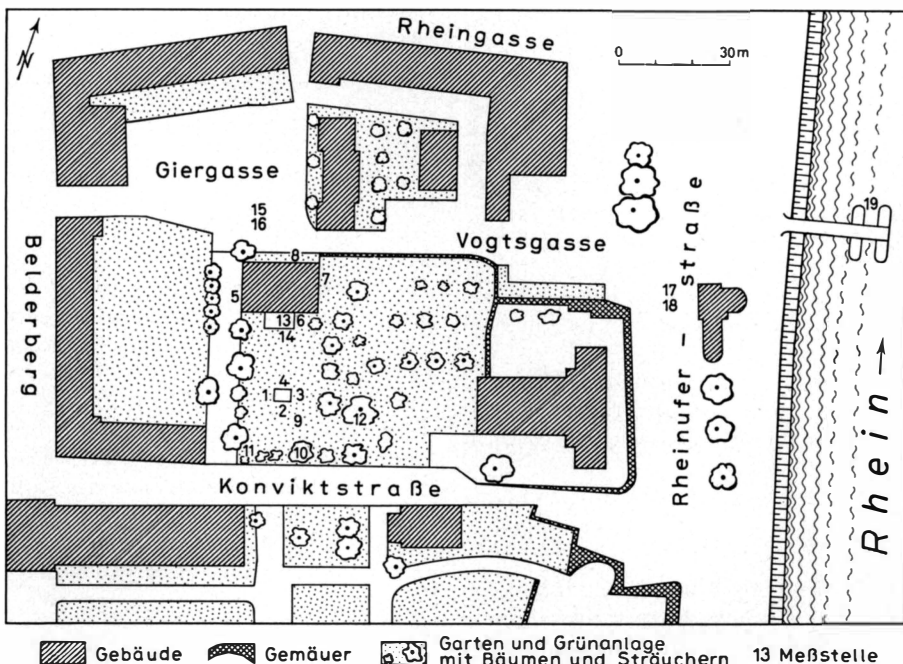 N
Rheingasse
0 30m
Giergasse
15
16
Vogtsgasse
Rheinufer-straße
19
Belderberg
8
7
5
17
18
13 6
14
4
1 3
2
9
12
11 10
Konviktstraße
Rhein →
Gebäude Gemäuer Garten und Grünanlage mit Bäumen und Sträuchern 13 Meßstelle